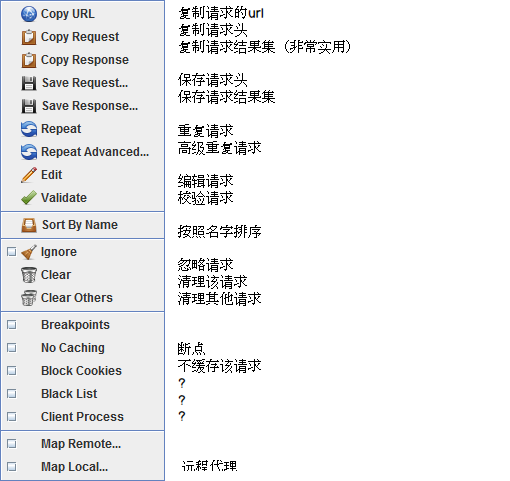 Copy URL
Copy Request
Copy Response
Save Request...
Save Response...
Repeat
Repeat Advanced...
Edit
Validate
Sort By Name
Ignore
Clear
Clear Others
Breakpoints
No Caching
Block Cookies
Black List
Client Process
Map Remote...
Map Local...
复制请求的url
复制请求头
复制请求结果集（非常实用）
保存请求头
保存请求结果集
重复请求
高级重复请求
编辑请求
校验请求
按照名字排序
忽略请求
清理该请求
清理其他请求
断点
不缓存该请求
?
?
?
远程代理